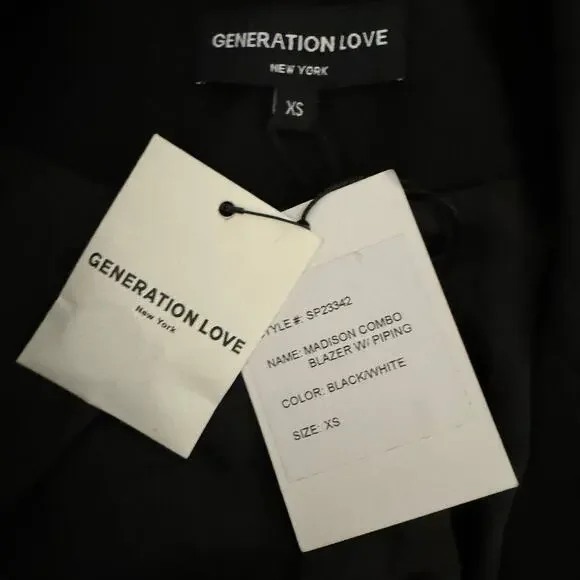 GENERATION LOVE
NEW YORK
XS
GENERATION LOVE
New York
STYLE #: SP23342
NAME: MADISON COMBO
BLAZER W/ PIPING
COLOR: BLACK/WHITE
SIZE: XS